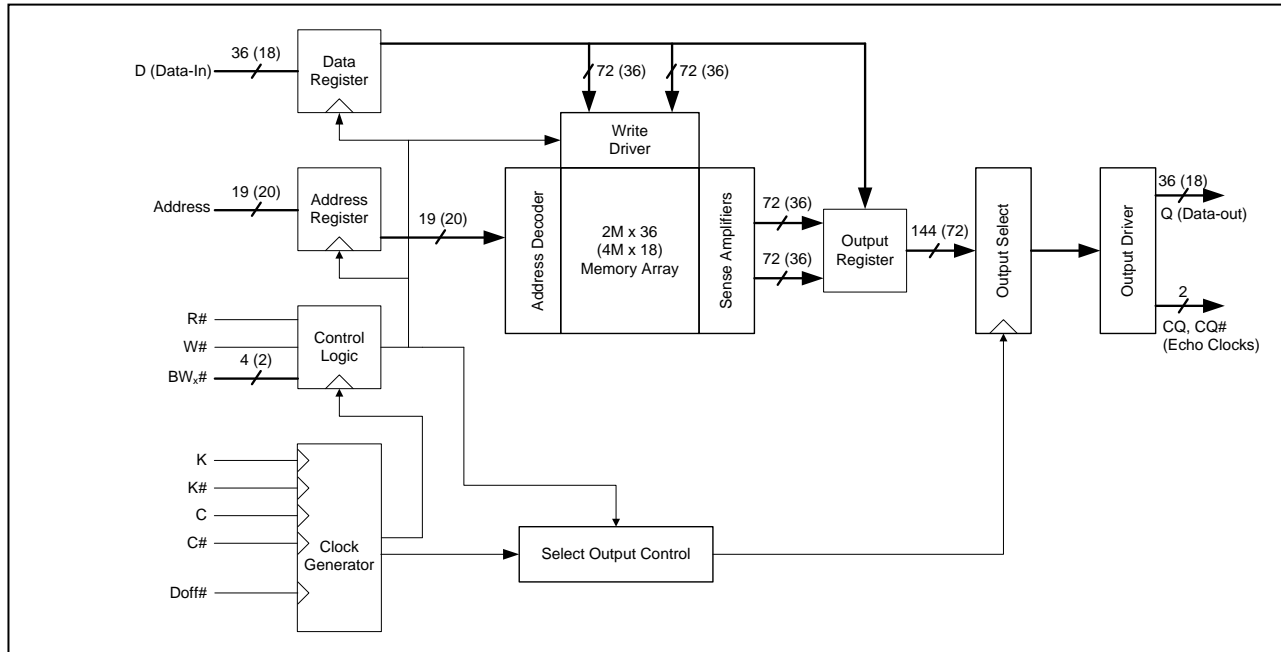 36 (18)
D (Data-In)
Data
Register
72 (36)
72 (36)
Write
Driver
19 (20)
Address
Address
Register
19 (20)
Address Decoder
2M x 36
(4M x 18)
Memory Array
Sense Amplifiers
72 (36)
72 (36)
Output
Register
144 (72)
Output Select
Output Driver
36 (18)
Q (Data-out)
2
CQ, CQ#
(Echo Clocks)
R#
W#
4 (2)
BWx#
Control
Logic
K
K#
C
C#
Doff#
Clock
Generator
Select Output Control